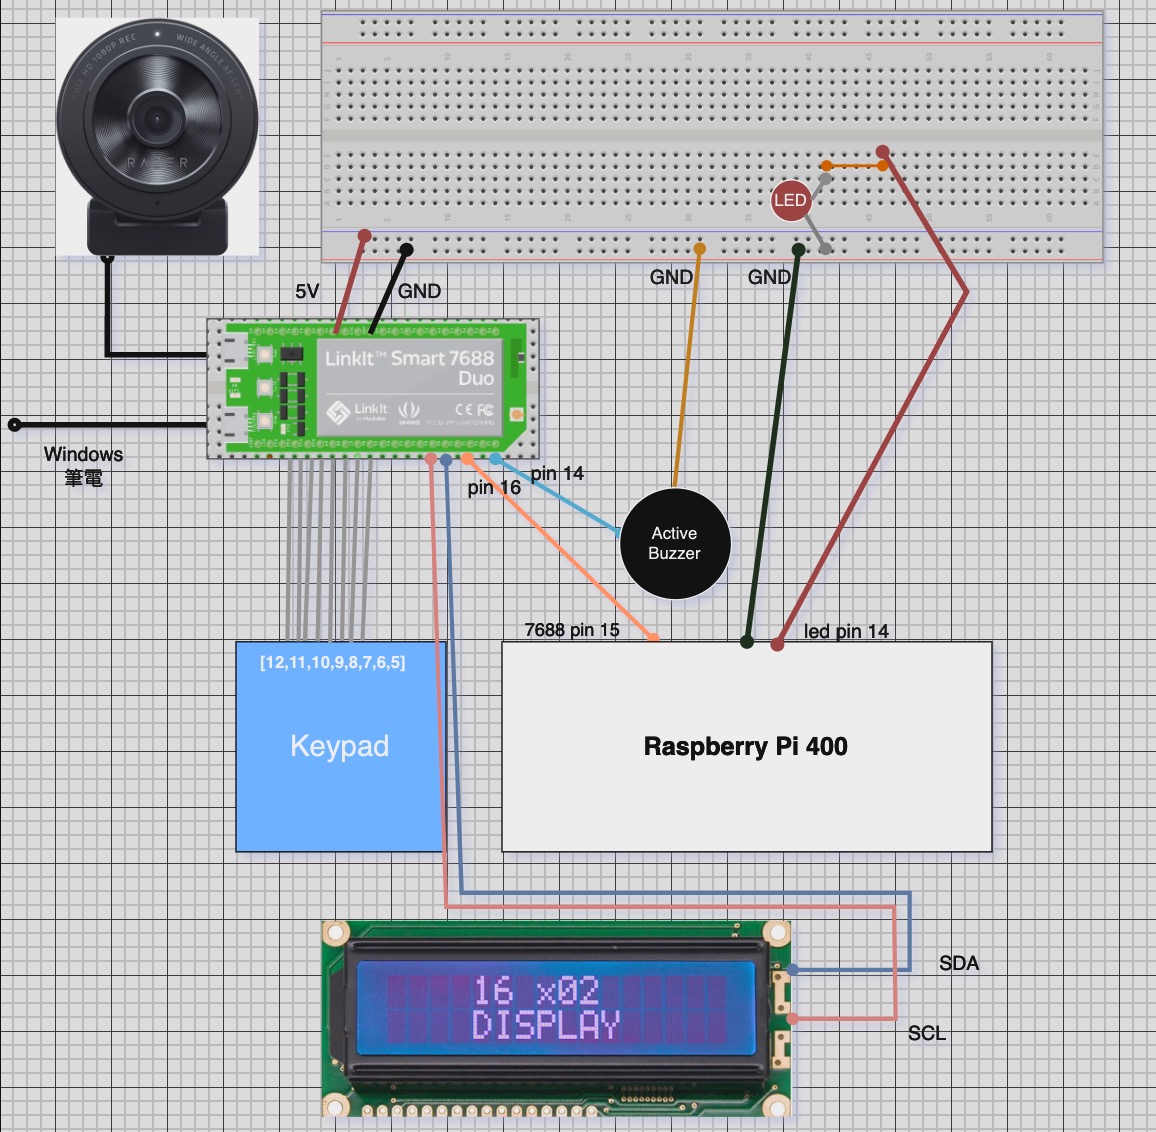 FULL HD 1080P REC
WIDE ANGLE AF LENS
RAZER
5V
GND
GND
GND
LED
LinkIt™ Smart 7688
Duo
LinkIt
by MediaTek
seeed
CE FC
Windows
筆電
pin 16
pin 14
Active
Buzzer
7688 pin 15
led pin 14
[12,11,10,9,8,7,6,5]
Keypad
Raspberry Pi 400
16 x02
DISPLAY
SDA
SCL